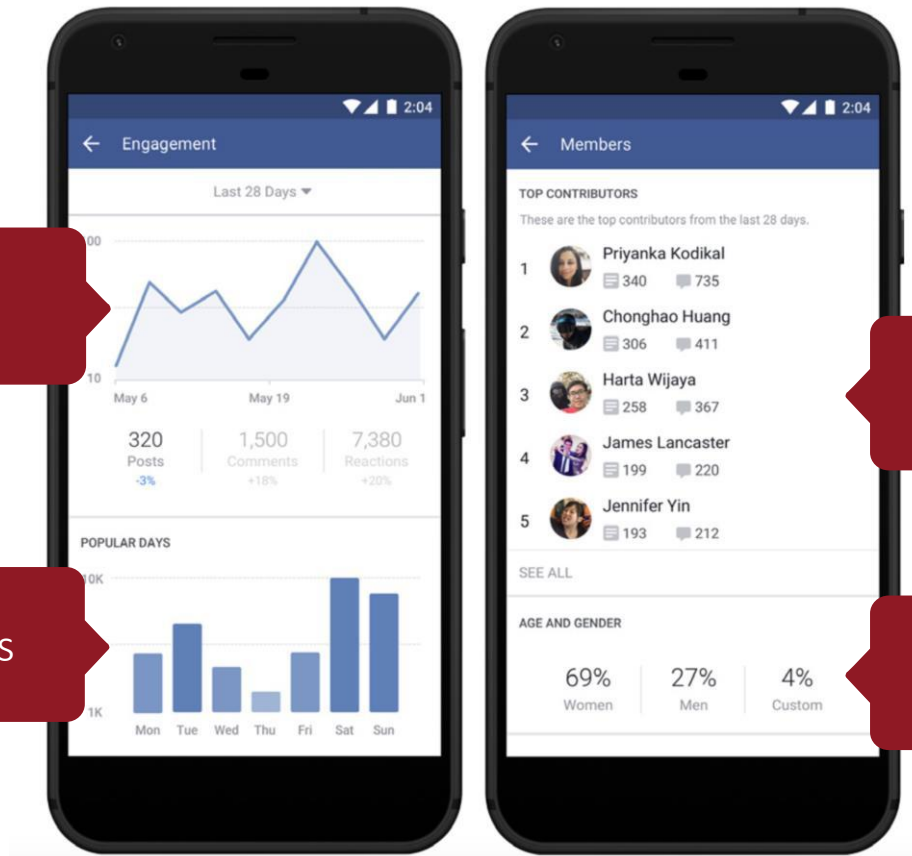 2:04
Engagement
Last 28 Days
00
10
May 6 May 19 Jun 1
320 1,500 7,380
Posts Comments Reactions
-3% +18% +20%
POPULAR DAYS
10K
S
1K
Mon Tue Wed Thu Fri Sat Sun
2:04
Members
TOP CONTRIBUTORS
These are the top contributors from the last 28 days.
1 Priyanka Kodikal
340 735
2 Chonghao Huang
306 411
3 Harta Wijaya
258 367
4 James Lancaster
199 220
5 Jennifer Yin
193 212
SEE ALL
AGE AND GENDER
69% 27% 4%
Women Men Custom